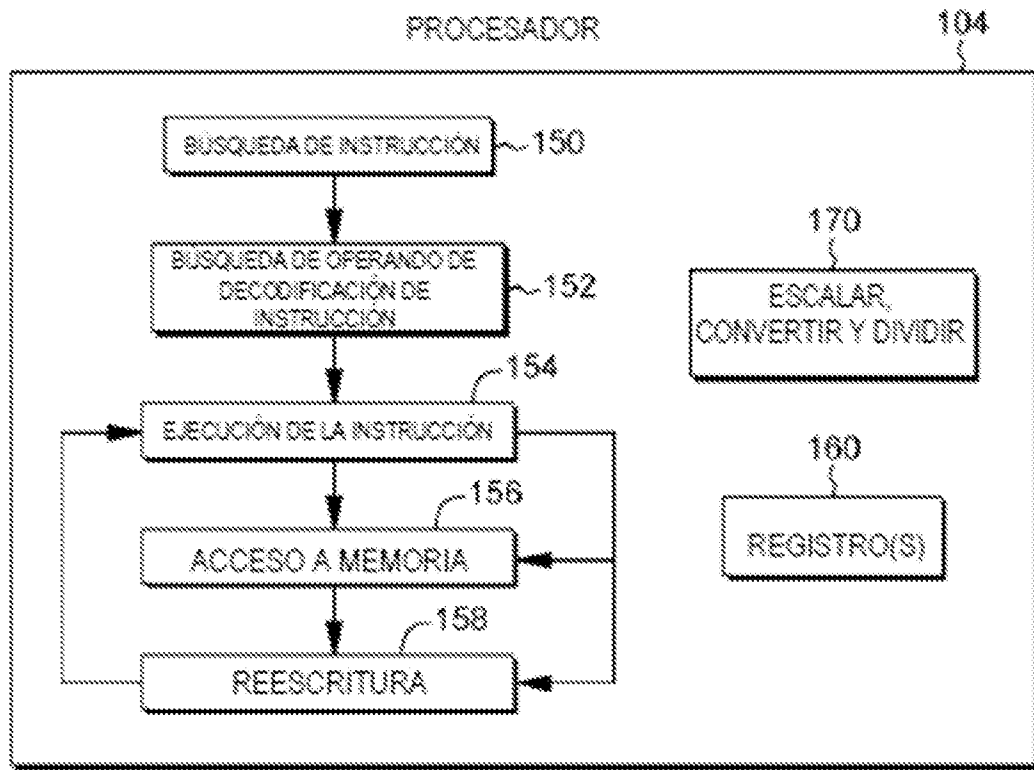 PROCESADOR
104
BÚSQUEDA DE INSTRUCCIÓN
150
BÚSQUEDA DE OPERANDO DE
DECODIFICACIÓN DE
INSTRUCCIÓN
152
170
ESCALAR,
CONVERTIR Y DIVIDIR
154
EJECUCIÓN DE LA INSTRUCCIÓN
160
REGISTRO(S)
156
ACCESO A MEMORIA
158
REESCRITURA